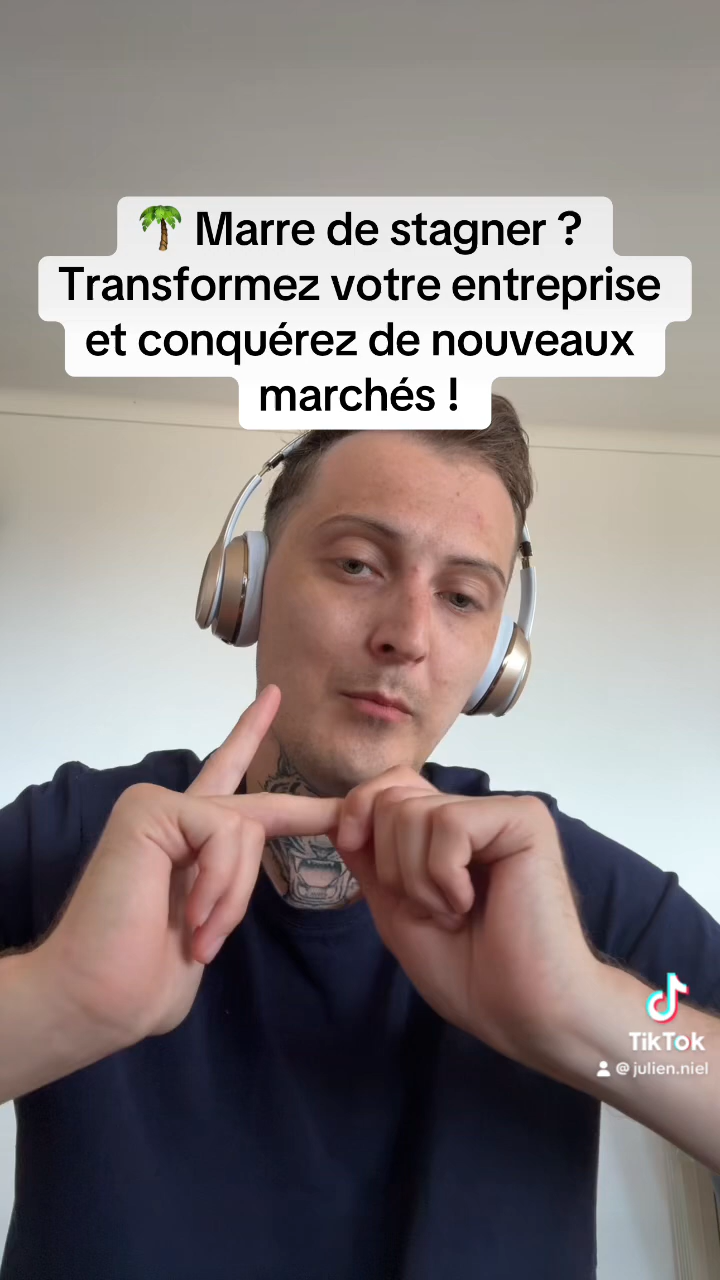 🌴 Marre de stagner ?
Transformez votre entreprise
et conquérez de nouveaux
marchés !
TikTok
@julien.niel